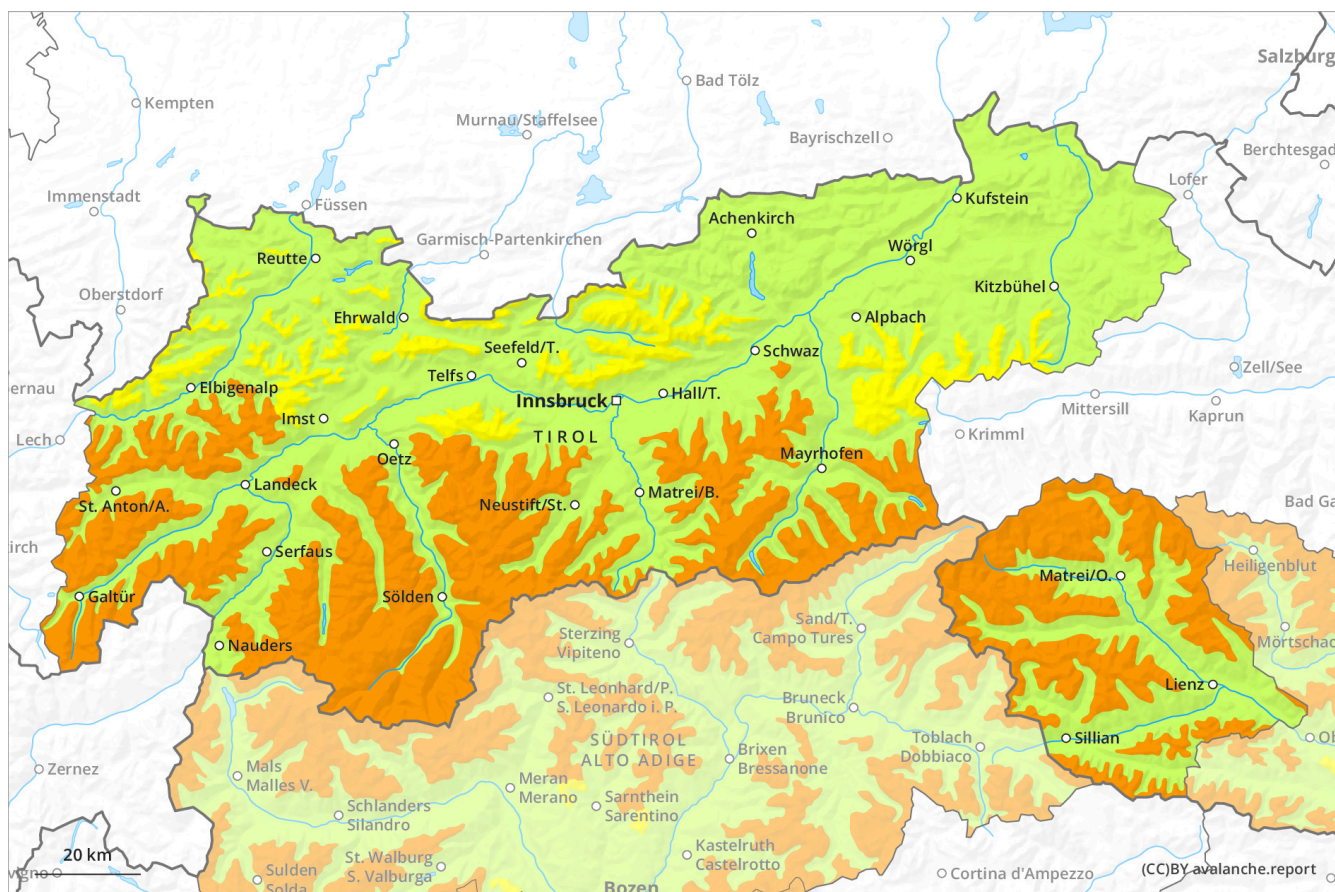 Salzburg
Bad Tölz
Kempten
Murnau/Staffelsee
Bayrischzell
Berchtesgad
Lofer
Immenstadt
Füssen
Kufstein
Achenkirch
Garmisch-Partenkirchen
Wörgl
Reutte
Kitzbühel
Oberstdorf
Ehrwald
Alpbach
Seefeld/T.
Schwaz
Zell/See
Telfs
Elbigenalp
ernau
Innsbruck
Hall/T.
Mittersill
Kaprun
Imst
Lech
TIROL
Krimml
Oetz
Mayrhofen
Landeck
Matrei/B.
St. Anton/A.
Neustift/St.
Bad Ga
irch
Serfaus
Heiligenblut
Matrei/O.
Galtür
Sölden
Sand/T.
Campo Tures
Sterzing
Vipiteno
Mörtschac
Nauders
Lienz
St. Leonhard/P.
S. Leonardo i. P.
Bruneck
Brunico
Sillian
Ob
SÜDTIROL
ALTO ADIGE
Toblach
Dobbiaco
Brixen
Bressanone
Zernez
Mals
Malles V.
Meran
Merano
Sarnthein
Sarentino
Schlanders
Silandro
Kastelruth
Castelrotto
20 km
St. Walburg
S. Valburga
vigno
Sulden
Solda
Cortina d'Ampezzo
(CC)BY avalanche.report
Bozen